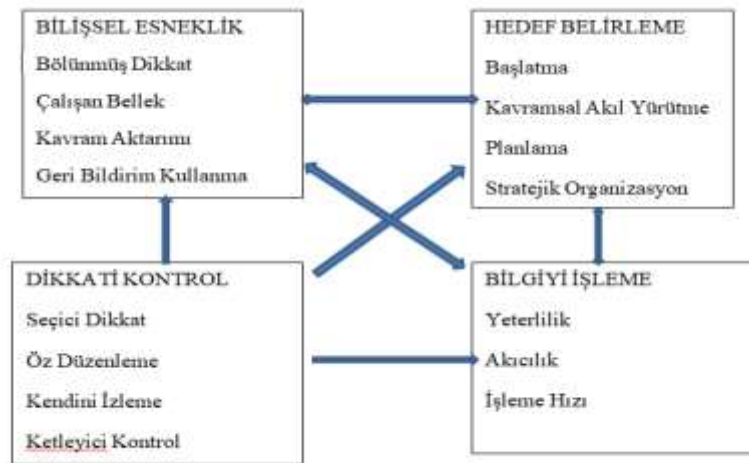 BİLİŞSEL ESNEKLİK
Bölünmüş Dikkat
Çalışan Bellek
Kavram Aktarımı
Geri Bildirim Kullanma
HEDEF BELİRLEME
Başlatma
Kavramsal Akıl Yürütme
Planlama
Stratejik Organizasyon
DİKKATİ KONTROL
Seçici Dikkat
Öz Düzenleme
Kendini İzleme
Ketleyici Kontrol
BİLGİYİ İŞLEME
Yeterlilik
Akıcılık
İşleme Hızı